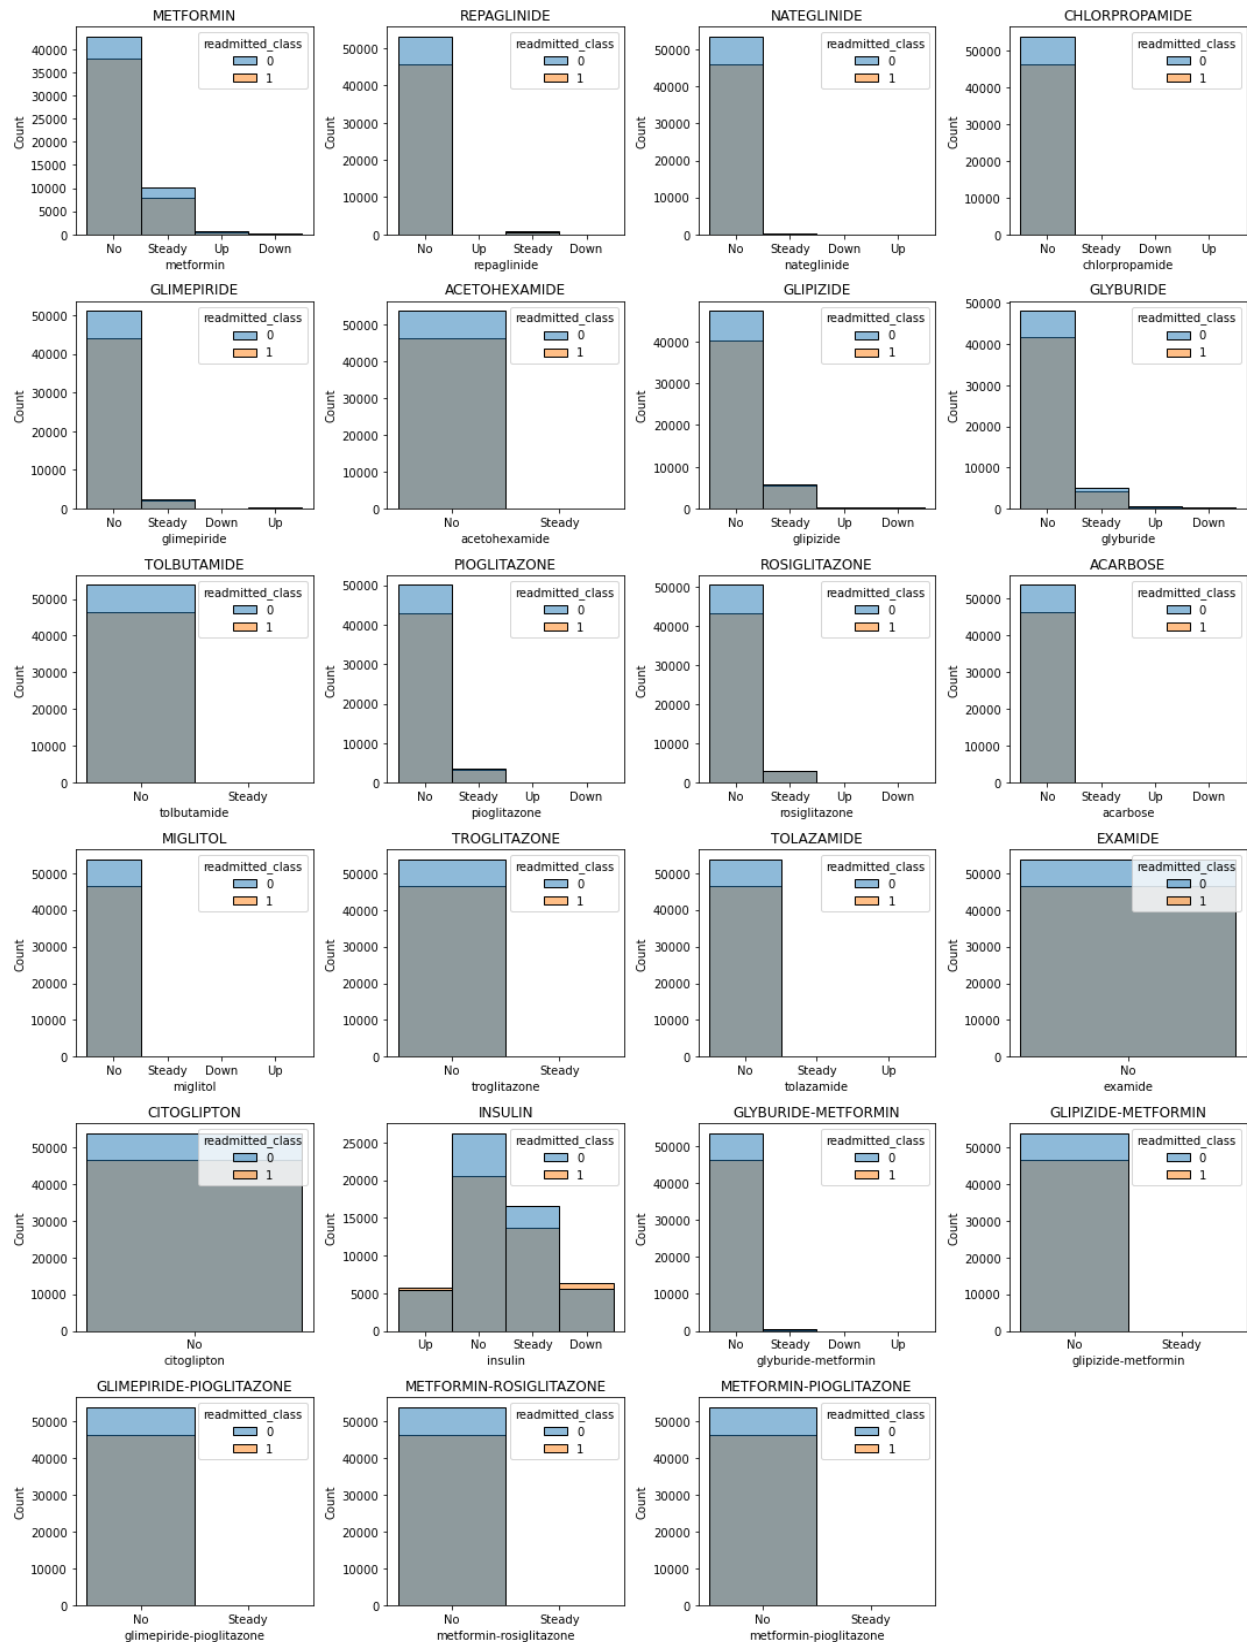 METFORMIN
Count
40000
35000
30000
25000
20000
15000
10000
5000
0
readmitted_class
0
1
No Steady Up Down
metformin
REPAGLINIDE
Count
50000
40000
30000
20000
10000
0
readmitted_class
0
1
No Up Steady Down
repaglinide
NATEGLINIDE
Count
50000
40000
30000
20000
10000
0
readmitted_class
0
1
No Steady Down Up
nateglinide
CHLORPROPAMIDE
Count
50000
40000
30000
20000
10000
0
readmitted_class
0
1
No Steady Down Up
chlorpropamide
GLIMEPIRIDE
Count
50000
40000
30000
20000
10000
0
readmitted_class
0
1
No Steady Down Up
glimepiride
ACETOHEXAMIDE
Count
50000
40000
30000
20000
10000
0
readmitted_class
0
1
No Steady
acetohexamide
GLIPIZIDE
Count
40000
30000
20000
10000
0
readmitted_class
0
1
No Steady Up Down
glipizide
GLYBURIDE
Count
50000
40000
30000
20000
10000
0
readmitted_class
0
1
No Steady Up Down
glyburide
TOLBUTAMIDE
Count
50000
40000
30000
20000
10000
0
readmitted_class
0
1
No Steady
tolbutamide
PIOGLITAZONE
Count
50000
40000
30000
20000
10000
0
readmitted_class
0
1
No Steady Up Down
pioglitazone
ROSIGLITAZONE
Count
50000
40000
30000
20000
10000
0
readmitted_class
0
1
No Steady Up Down
rosiglitazone
ACARBOSE
Count
50000
40000
30000
20000
10000
0
readmitted_class
0
1
No Steady Up Down
acarbose
MIGLITOL
Count
50000
40000
30000
20000
10000
0
readmitted_class
0
1
No Steady Down Up
miglitol
TROGLITAZONE
Count
50000
40000
30000
20000
10000
0
readmitted_class
0
1
No Steady
troglitazone
TOLAZAMIDE
Count
50000
40000
30000
20000
10000
0
readmitted_class
0
1
No Steady Up
tolazamide
EXAMIDE
Count
50000
40000
30000
20000
10000
0
readmitted_class
0
1
No
examide
CITOGLIPTON
Count
50000
40000
30000
20000
10000
0
readmitted_class
0
1
No
citoglipton
INSULIN
Count
25000
20000
15000
10000
5000
0
readmitted_class
0
1
Up No Steady Down
insulin
GLYBURIDE-METFORMIN
Count
50000
40000
30000
20000
10000
0
readmitted_class
0
1
No Steady Down Up
glyburide-metformin
GLIPIZIDE-METFORMIN
Count
50000
40000
30000
20000
10000
0
readmitted_class
0
1
No Steady
glipizide-metformin
GLIMEPIRIDE-PIOGLITAZONE
Count
50000
40000
30000
20000
10000
0
readmitted_class
0
1
No Steady
glimepiride-pioglitazone
METFORMIN-ROSIGLITAZONE
Count
50000
40000
30000
20000
10000
0
readmitted_class
0
1
No Steady
metformin-rosiglitazone
METFORMIN-PIOGLITAZONE
Count
50000
40000
30000
20000
10000
0
readmitted_class
0
1
No Steady
metformin-pioglitazone